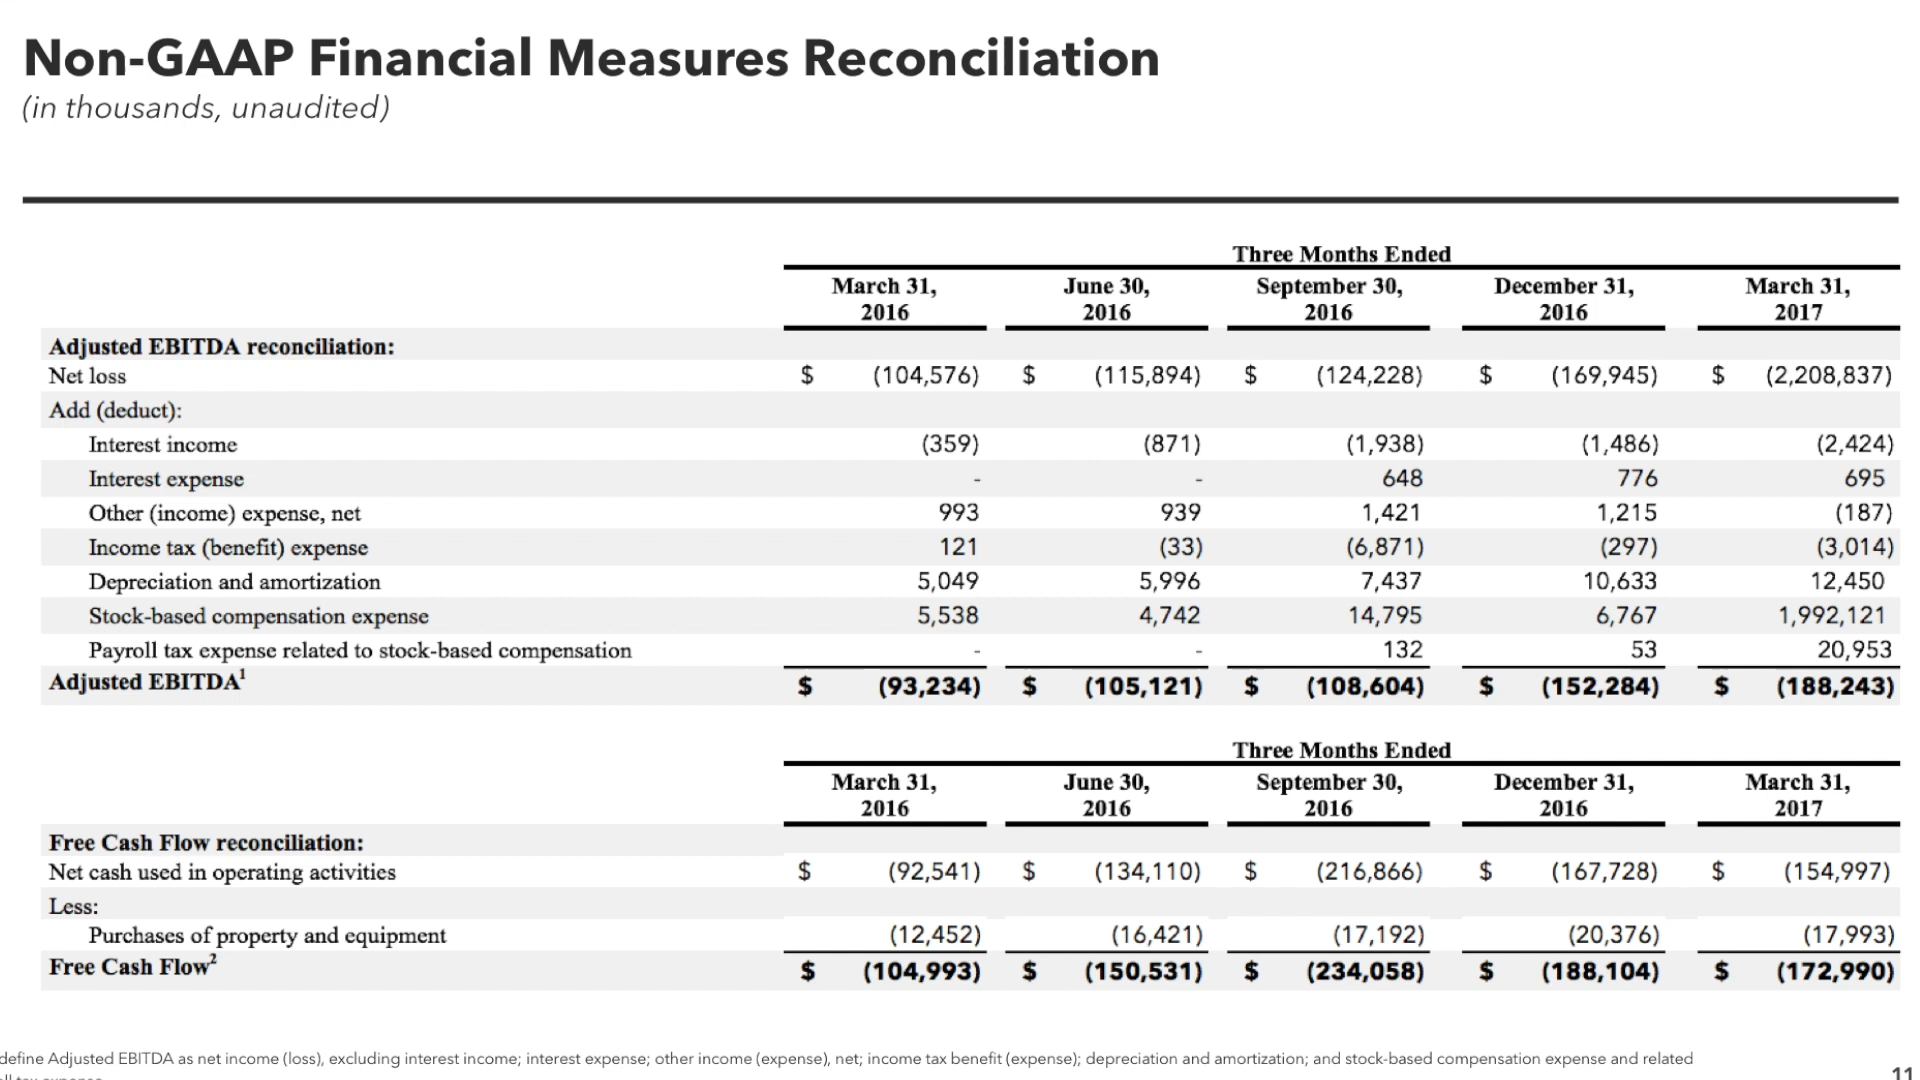 Non-GAAP Financial Measures Reconciliation
(in thousands, unaudited)
Three Months Ended
March 31, 2016 June 30, 2016 September 30, 2016 December 31, 2016 March 31, 2017
Adjusted EBITDA reconciliation:
Net loss $ (104,576) $ (115,894) $ (124,228) $ (169,945) $ (2,208,837)
Add (deduct):
Interest income (359) (871) (1,938) (1,486) (2,424)
Interest expense - - 648 776 695
Other (income) expense, net 993 939 1,421 1,215 (187)
Income tax (benefit) expense 121 (33) (6,871) (297) (3,014)
Depreciation and amortization 5,049 5,996 7,437 10,633 12,450
Stock-based compensation expense 5,538 4,742 14,795 6,767 1,992,121
Payroll tax expense related to stock-based compensation - - 132 53 20,953
Adjusted EBITDA¹ $ (93,234) $ (105,121) $ (108,604) $ (152,284) $ (188,243)
Three Months Ended
March 31, 2016 June 30, 2016 September 30, 2016 December 31, 2016 March 31, 2017
Free Cash Flow reconciliation:
Net cash used in operating activities $ (92,541) $ (134,110) $ (216,866) $ (167,728) $ (154,997)
Less:
Purchases of property and equipment (12,452) (16,421) (17,192) (20,376) (17,993)
Free Cash Flow² $ (104,993) $ (150,531) $ (234,058) $ (188,104) $ (172,990)
define Adjusted EBITDA as net income (loss), excluding interest income; interest expense; other income (expense), net; income tax benefit (expense); depreciation and amortization; and stock-based compensation expense and related
11